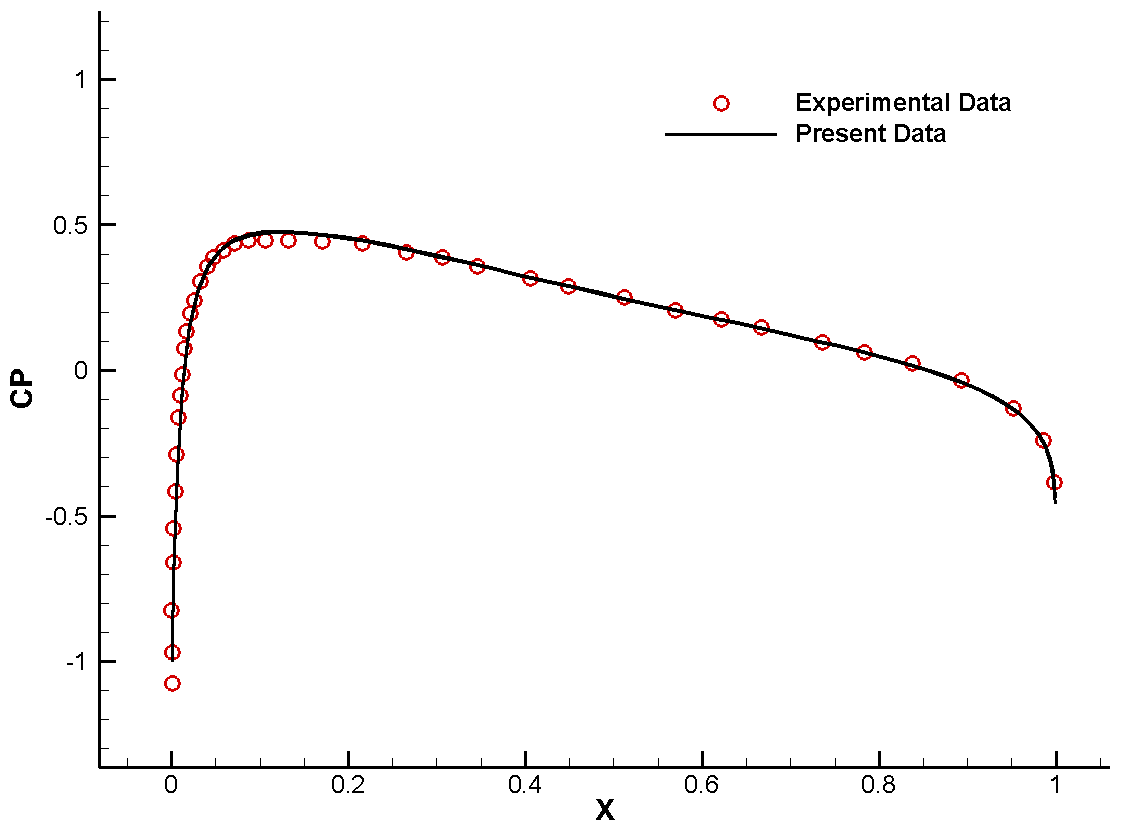 1
Experimental Data
Present Data
0.5
0
CP
-0.5
-1
0 0.2 0.4 0.6 0.8 1
X